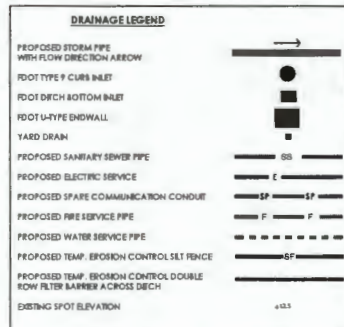 DRAINAGE LEGEND
PROPOSED STORM PIPE
WITH FLOW DIRECTION ARROW
FDOT TYPE 9 CURB INLET
FDOT DITCH BOTTOM INLET
FDOT U-TYPE ENDWALL
YARD DRAIN
PROPOSED SANITARY SEWER PIPE SS
PROPOSED ELECTRIC SERVICE E
PROPOSED SPARE COMMUNICATION CONDUIT SP SP
PROPOSED FIRE SERVICE PIPE F F
PROPOSED WATER SERVICE PIPE
PROPOSED TEMP. EROSION CONTROL SILT FENCE SF
PROPOSED TEMP. EROSION CONTROL DOUBLE
ROW FILTER BARRIER ACROSS DITCH
EXISTING SPOT ELEVATION